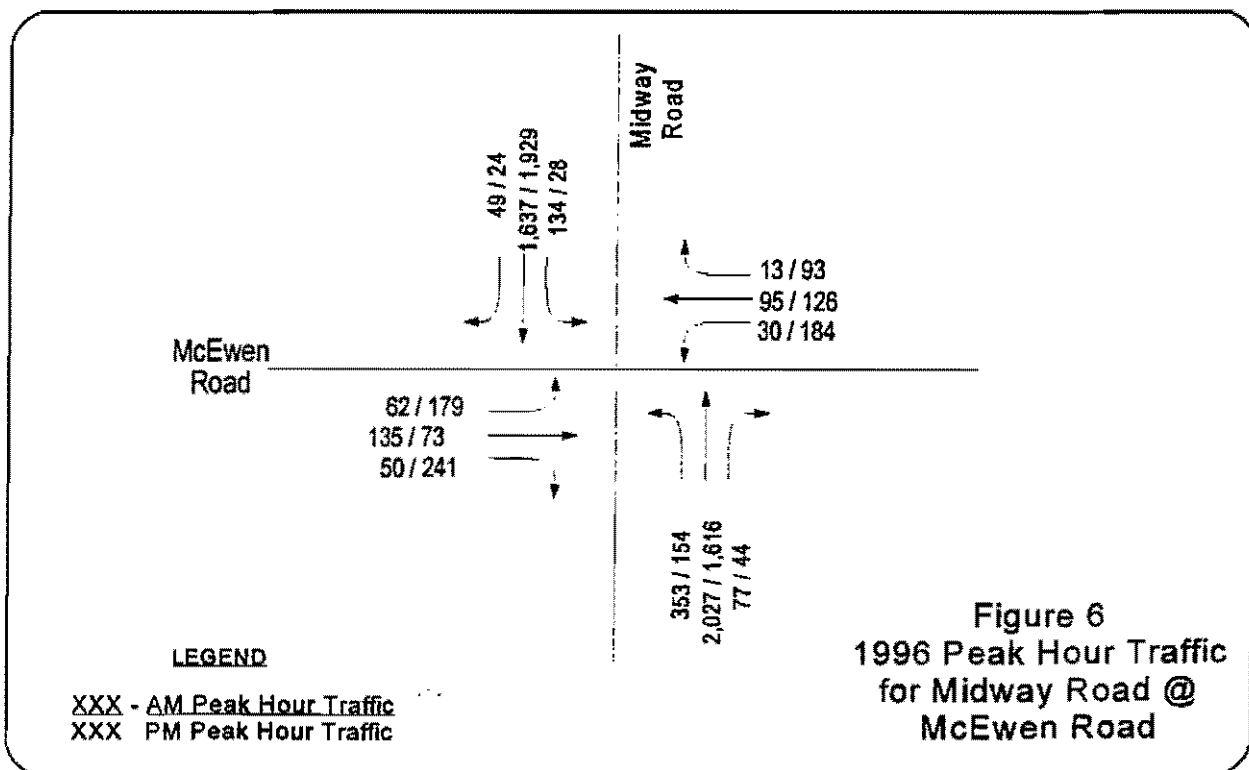 Midway
Road
49 / 24
1,637 / 1,929
134 / 28
13 / 93
95 / 126
30 / 184
McEwen
Road
62 / 179
135 / 73
50 / 241
353 / 154
2,027 / 1,616
77 / 44
LEGEND
XXX - AM Peak Hour Traffic
XXX PM Peak Hour Traffic
Figure 6
1996 Peak Hour Traffic
for Midway Road @
McEwen Road